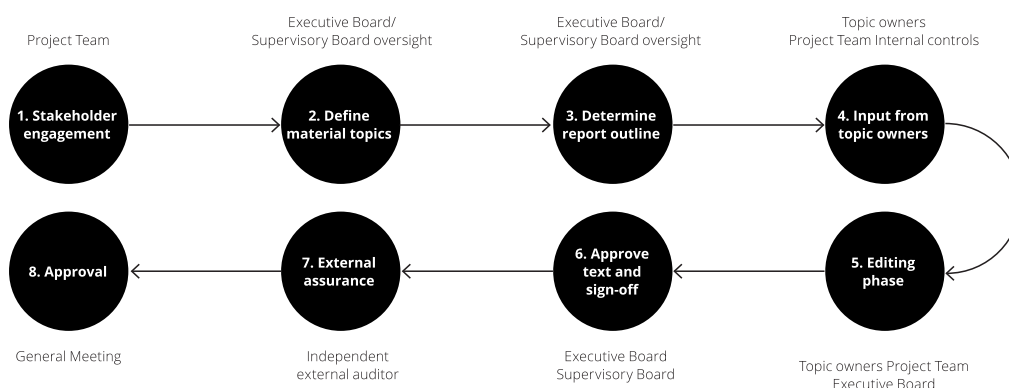 Project Team
Executive Board/
Supervisory Board oversight
Executive Board/
Supervisory Board oversight
Topic owners
Project Team Internal controls
1. Stakeholder
engagement
2. Define
material topics
3. Determine
report outline
4. Input from
topic owners
8. Approval
7. External
assurance
6. Approve
text and
sign-off
5. Editing
phase
General Meeting
Independent
external auditor
Executive Board
Supervisory Board
Topic owners Project Team
Executive Board